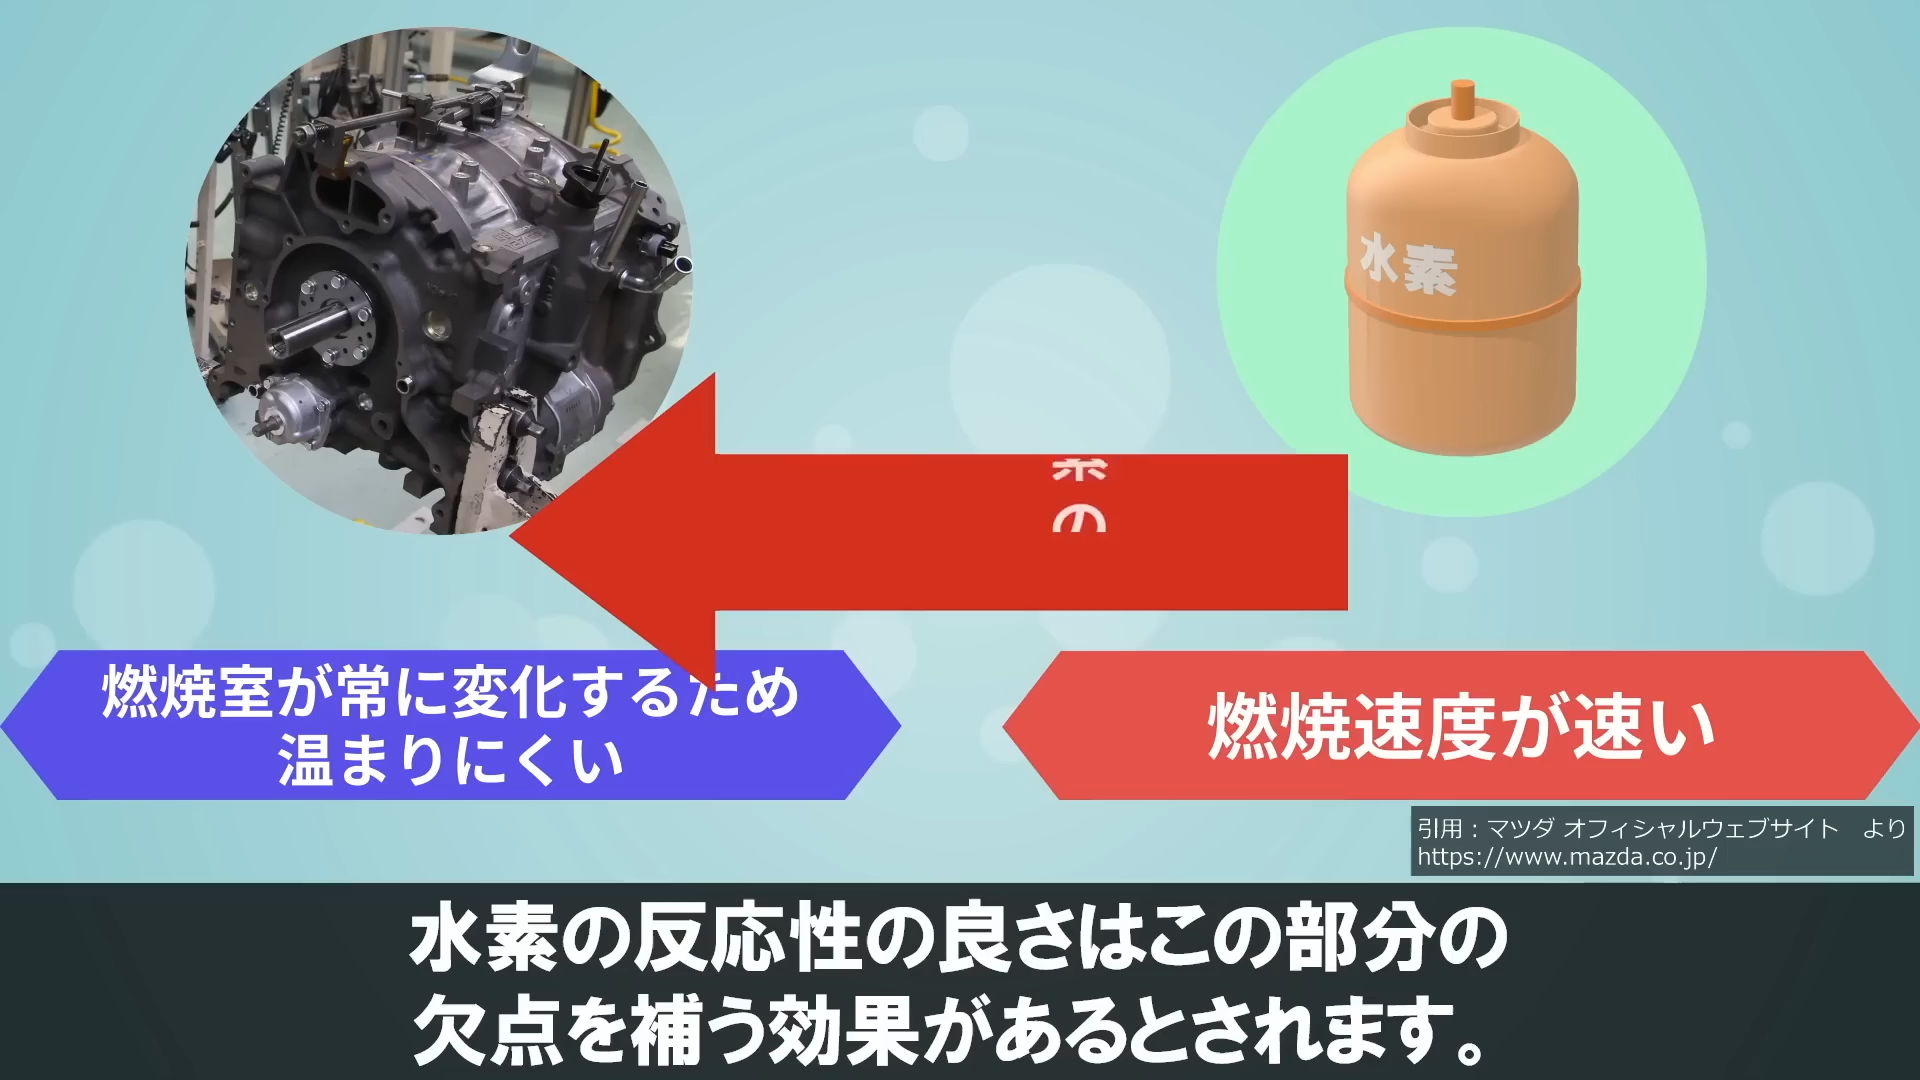 水素
の
燃焼室が常に変化するため
温まりにくい
燃焼速度が速い
引用：マツダ オフィシャルウェブサイト　より
https://www.mazda.co.jp/
水素の反応性の良さはこの部分の
欠点を補う効果があるとされます。